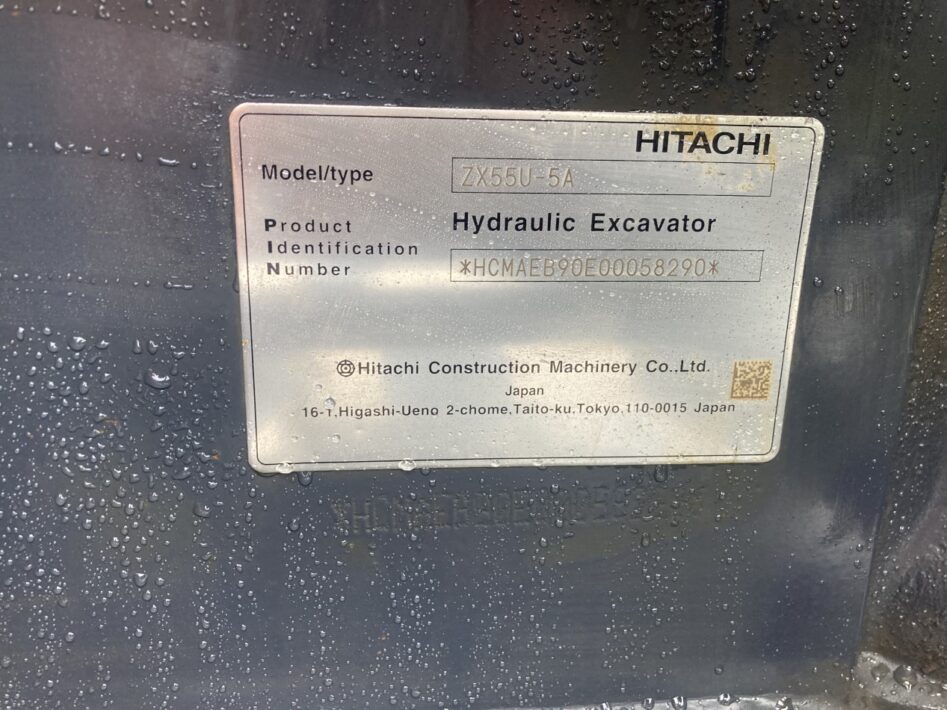 HITACHI
Model/type ZX55U-5A
Product Hydraulic Excavator
Identification
Number *HCMAEB90E00058290*
Hitachi Construction Machinery Co.,Ltd.
Japan
16-1,Higashi-Ueno 2-chome,Taito-ku,Tokyo,110-0015 Japan